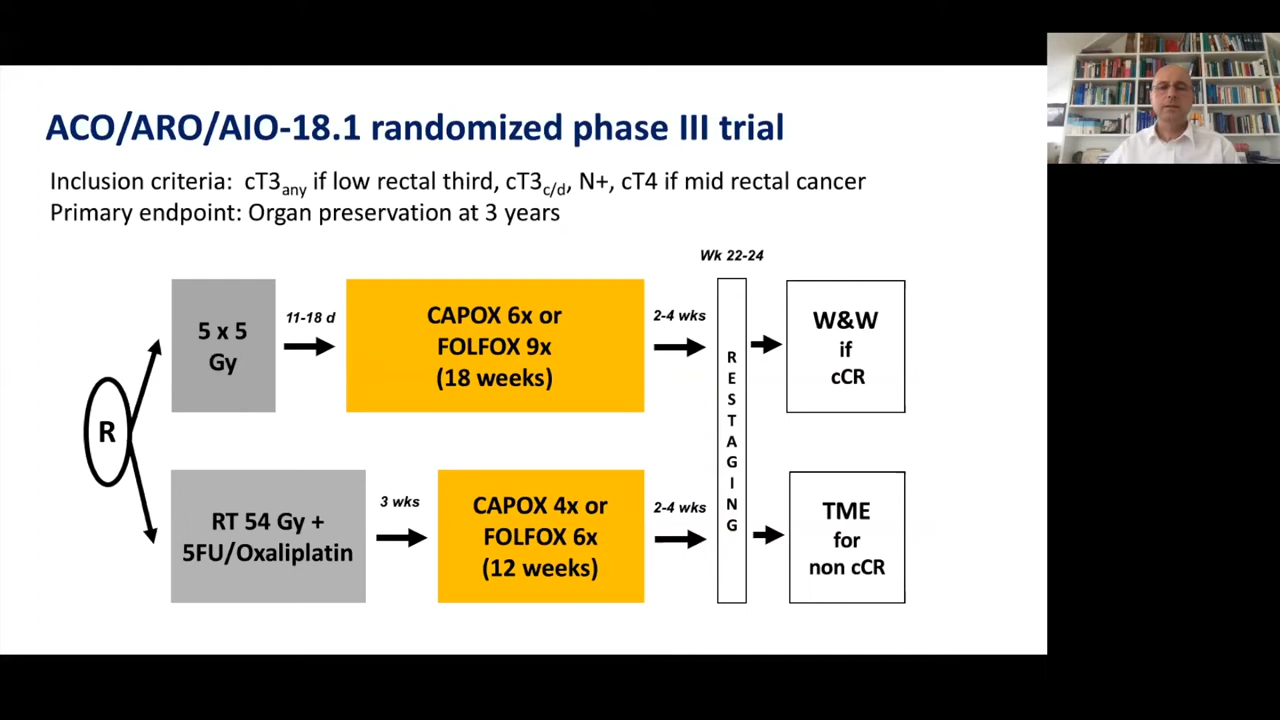 ACO/ARO/AIO-18.1 randomized phase III trial
Inclusion criteria: cT3any if low rectal third, cT3c/d, N+, cT4 if mid rectal cancer
Primary endpoint: Organ preservation at 3 years
Wk 22-24
5 x 5
Gy
11-18 d
CAPOX 6x or
FOLFOX 9x
(18 weeks)
2-4 wks
W&W
if
cCR
R
RESTAGING
RT 54 Gy +
5FU/Oxaliplatin
3 wks
CAPOX 4x or
FOLFOX 6x
(12 weeks)
2-4 wks
TME
for
non cCR